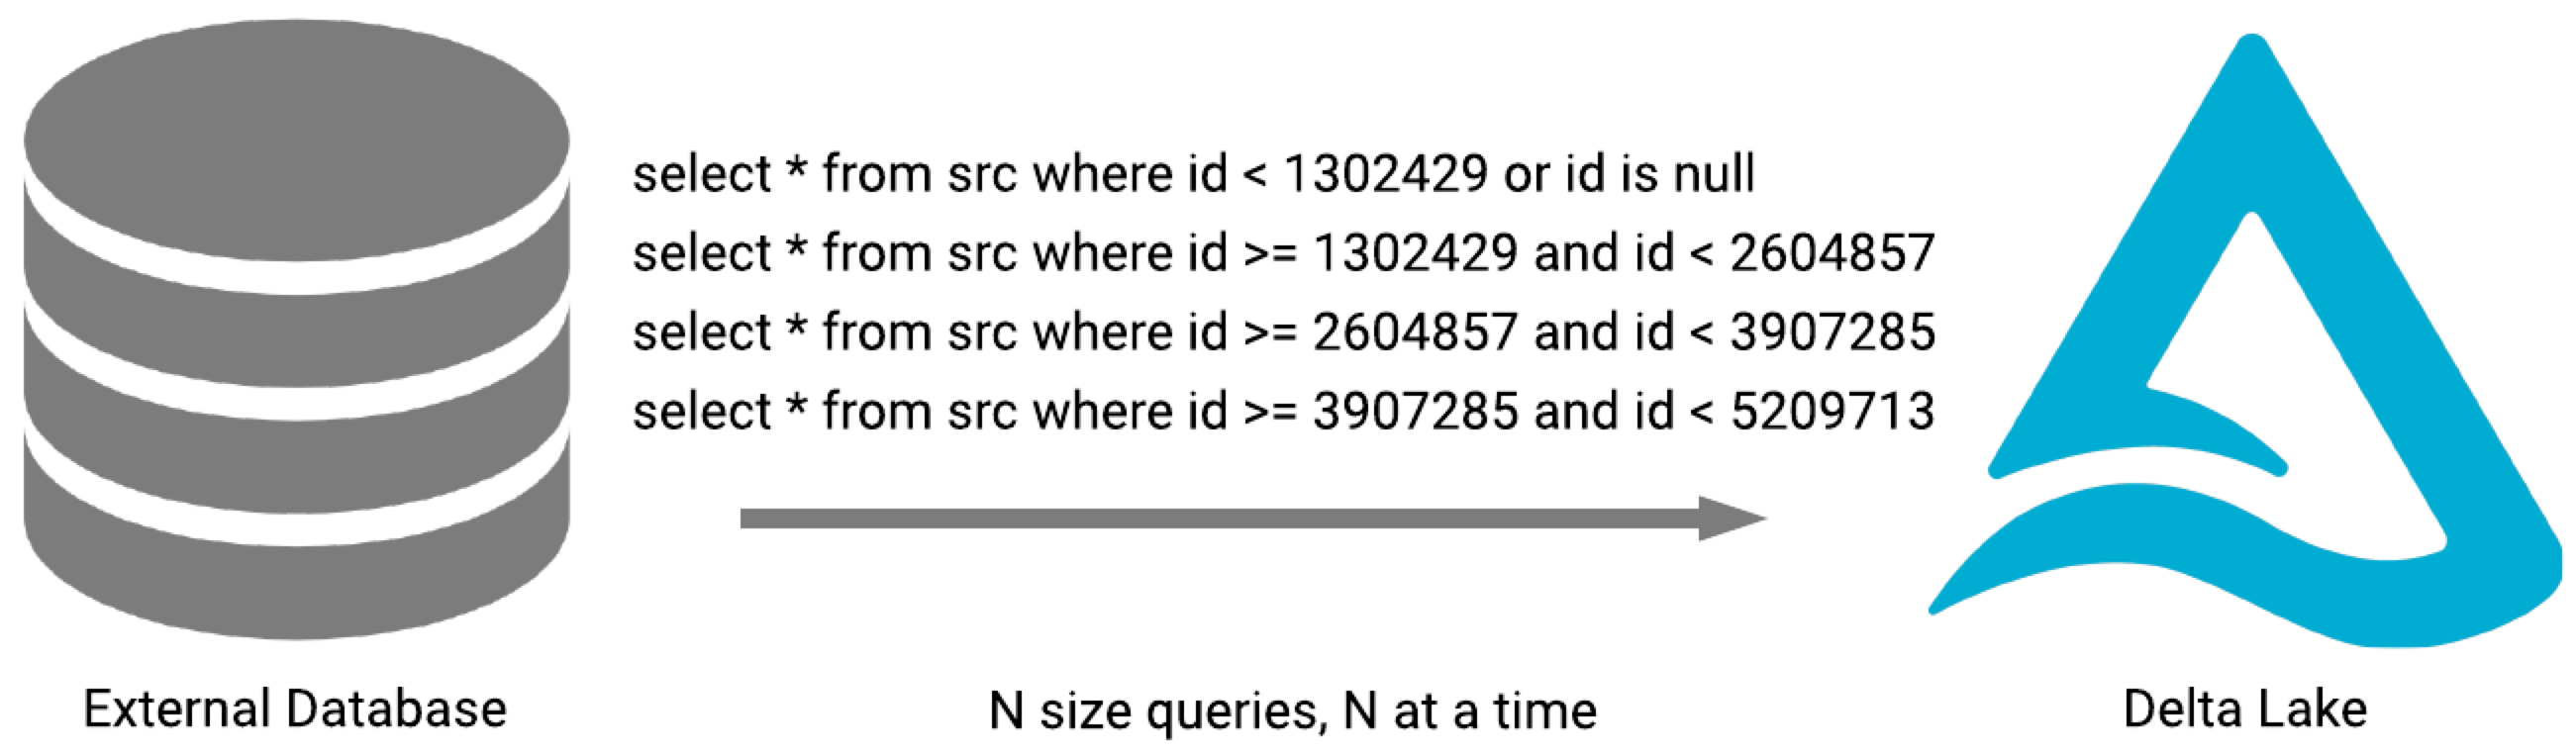 select * from src where id < 1302429 or id is null
select * from src where id >= 1302429 and id < 2604857
select * from src where id >= 2604857 and id < 3907285
select * from src where id >= 3907285 and id < 5209713
External Database
N size queries, N at a time
Delta Lake